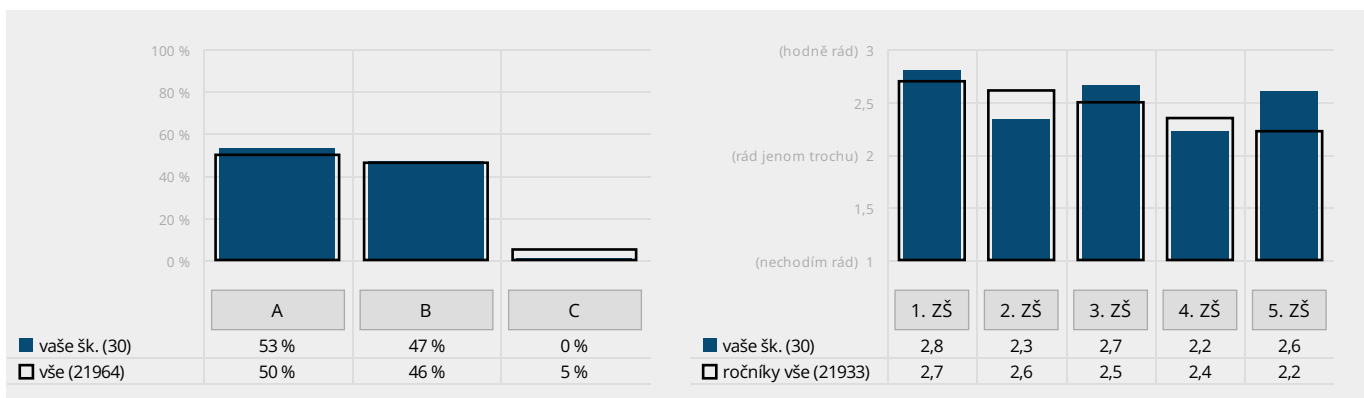 100 %
80 %
60 %
40 %
20 %
0 %
A B C
vaše šk. (30) 53 % 47 % 0 %
vše (21964) 50 % 46 % 5 %
(hodně rád) 3
2,5
(rád jenom trochu) 2
1,5
(nechodím rád) 1
1. ZŠ 2. ZŠ 3. ZŠ 4. ZŠ 5. ZŠ
vaše šk. (30) 2,8 2,3 2,7 2,2 2,6
ročníky vše (21933) 2,7 2,6 2,5 2,4 2,2